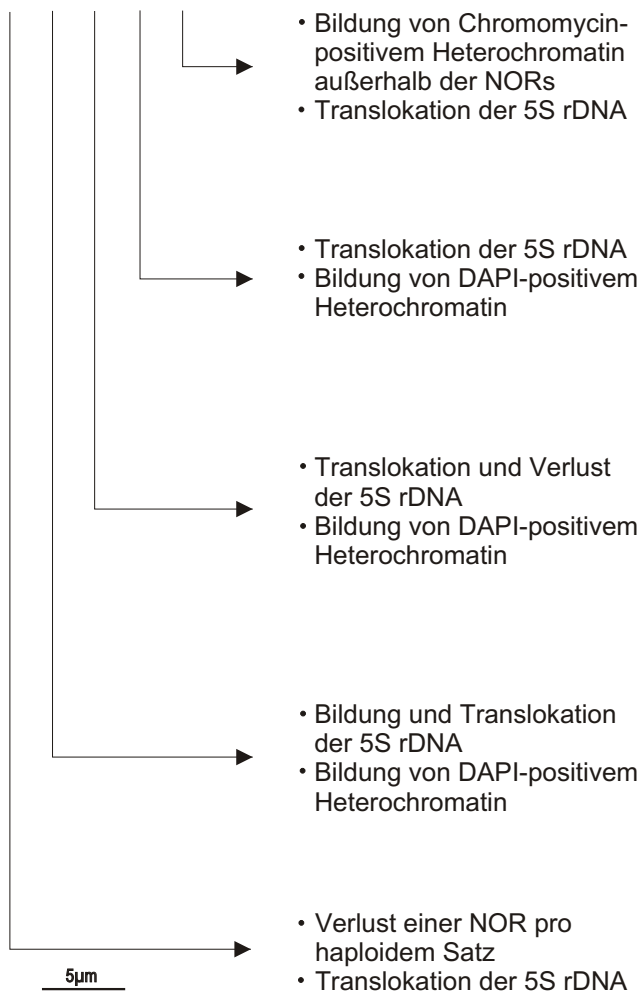 • Bildung von Chromomycin-
positivem Heterochromatin
außerhalb der NORs
• Translokation der 5S rDNA
• Translokation der 5S rDNA
• Bildung von DAPI-positivem
Heterochromatin
• Translokation und Verlust
der 5S rDNA
• Bildung von DAPI-positivem
Heterochromatin
• Bildung und Translokation
der 5S rDNA
• Bildung von DAPI-positivem
Heterochromatin
• Verlust einer NOR pro
haploidem Satz
5µm
• Translokation der 5S rDNA